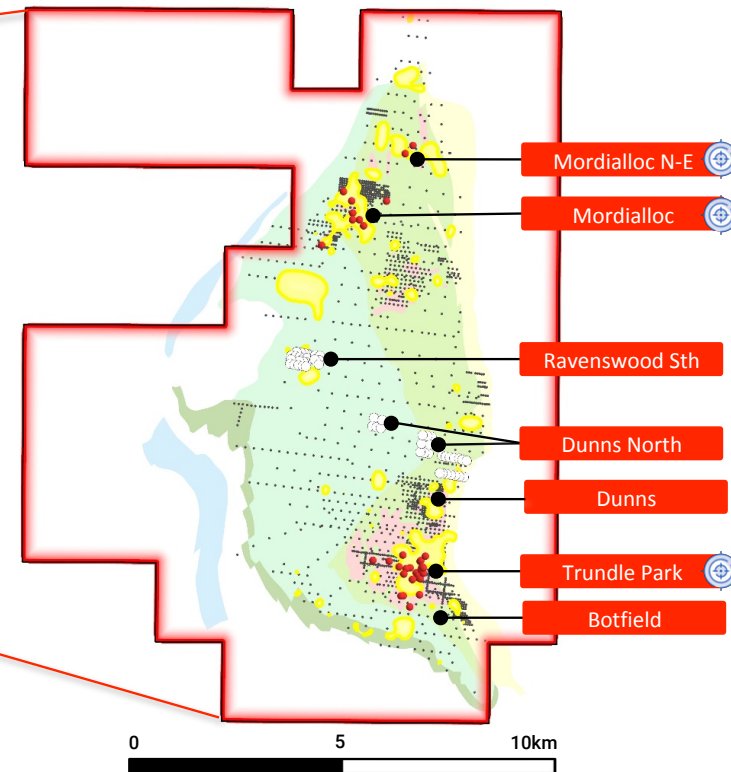 Mordialloc N-E
Mordialloc
Ravenswood Sth
Dunns North
Dunns
Trundle Park
Botfield
0 5 10km